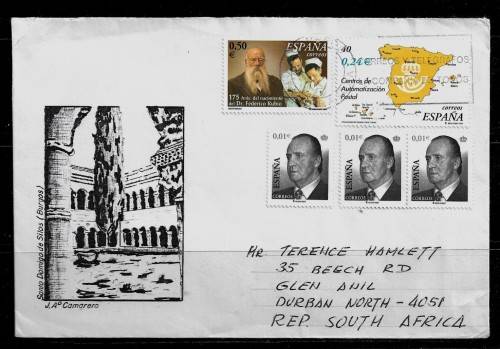 0,50
€
ESPAÑA
CORREOS
175 Aniv. del nacimiento
del Dr. Federico Rubio
40
0,24€
CORREOS Y TELEGRAFOS
Centros de
Automatización
Postal
CORREOS
ESPAÑA
0,01€
ESPAÑA
CORREOS
0,01€
ESPAÑA
CORREOS
0,01€
ESPAÑA
CORREOS
Santo Domingo de Silos (Burgos)
J. Aº Camarero
MR TERENCE HAMLETT
35 BEECH RD
GLEN ANIL
DURBAN NORTH - 4051
REP. SOUTH AFRICA